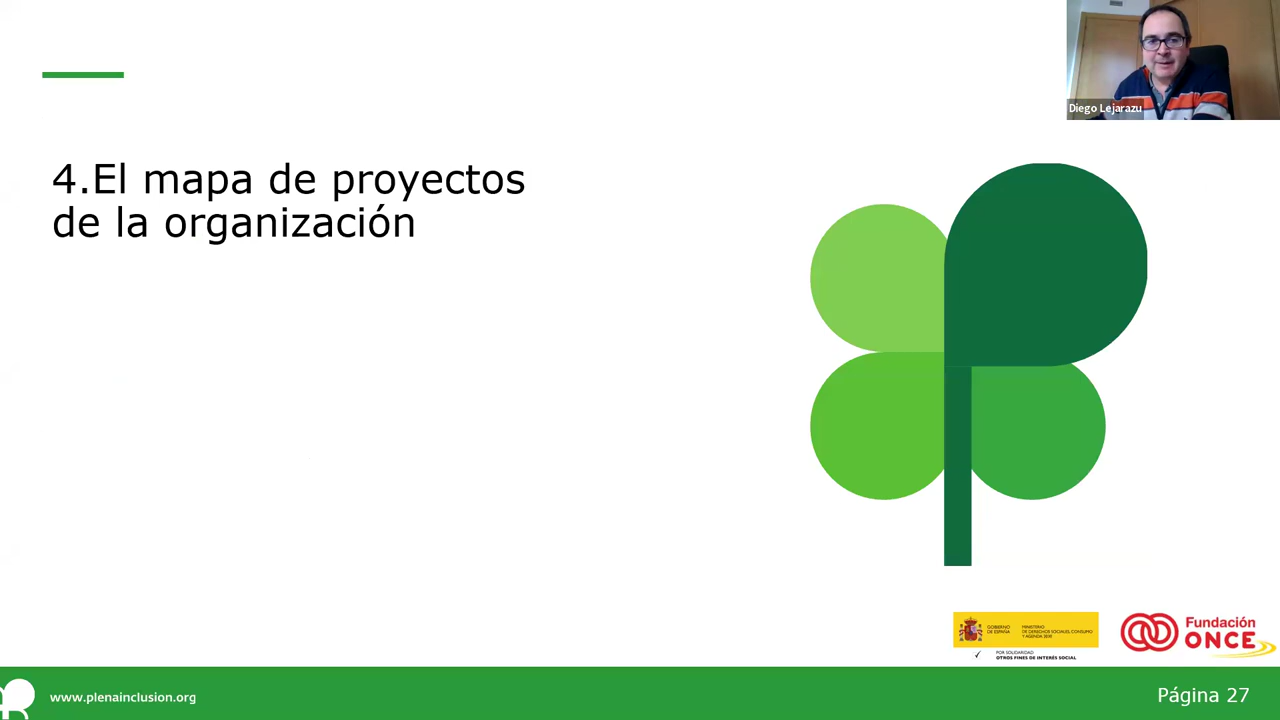 Diego Lejarazu
4.El mapa de proyectos
de la organización
GOBIERNO
DE ESPAÑA
MINISTERIO
DE DERECHOS SOCIALES, CONSUMO
Y AGENDA 2030
POR SOLIDARIDAD
OTROS FINES DE INTERÉS SOCIAL
Fundación
ONCE
www.plenainclusion.org
Página 27